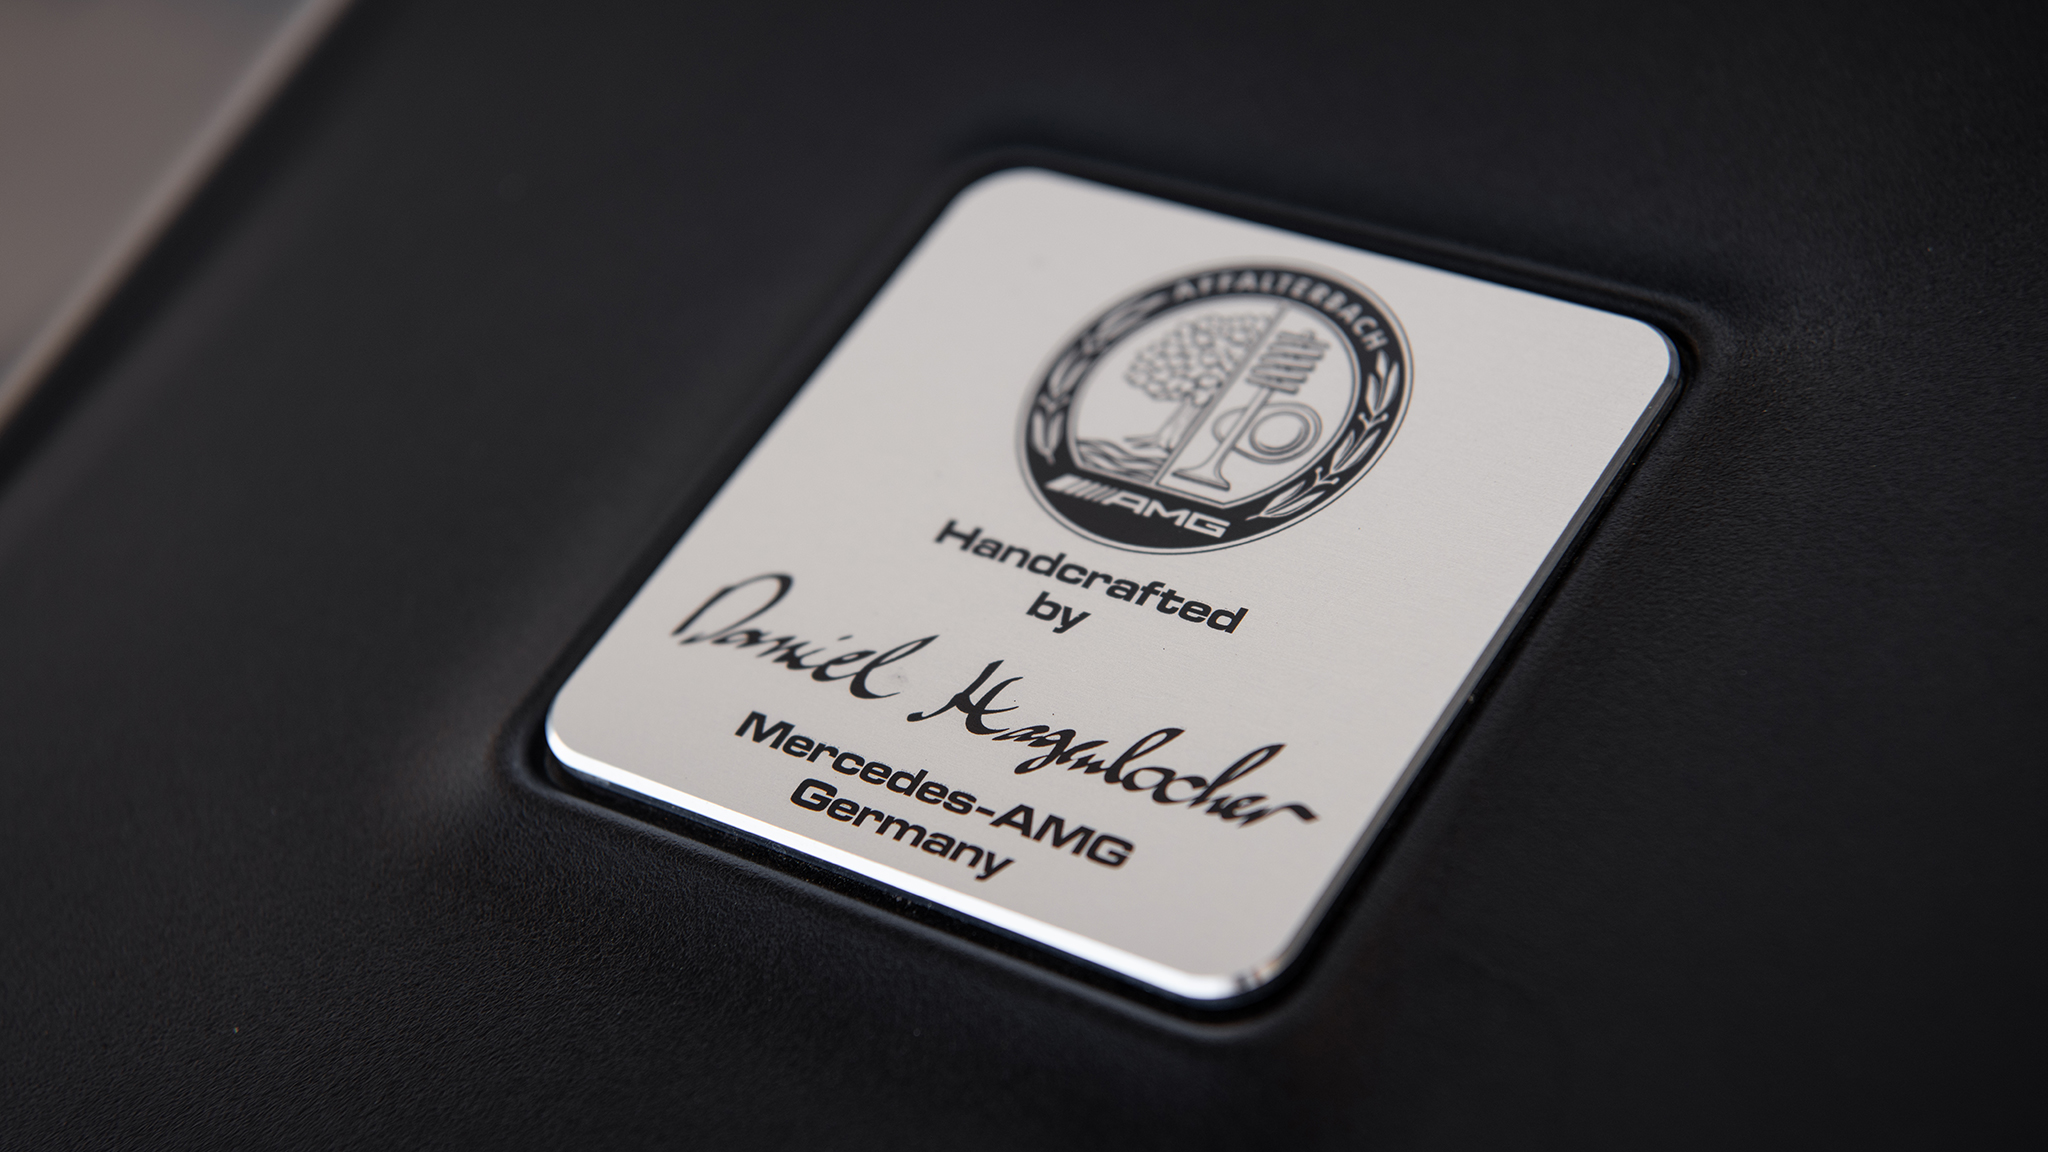 AFFALTERBACH
AMG
Handcrafted
by
Daniel Hagenlocher
Mercedes-AMG
Germany